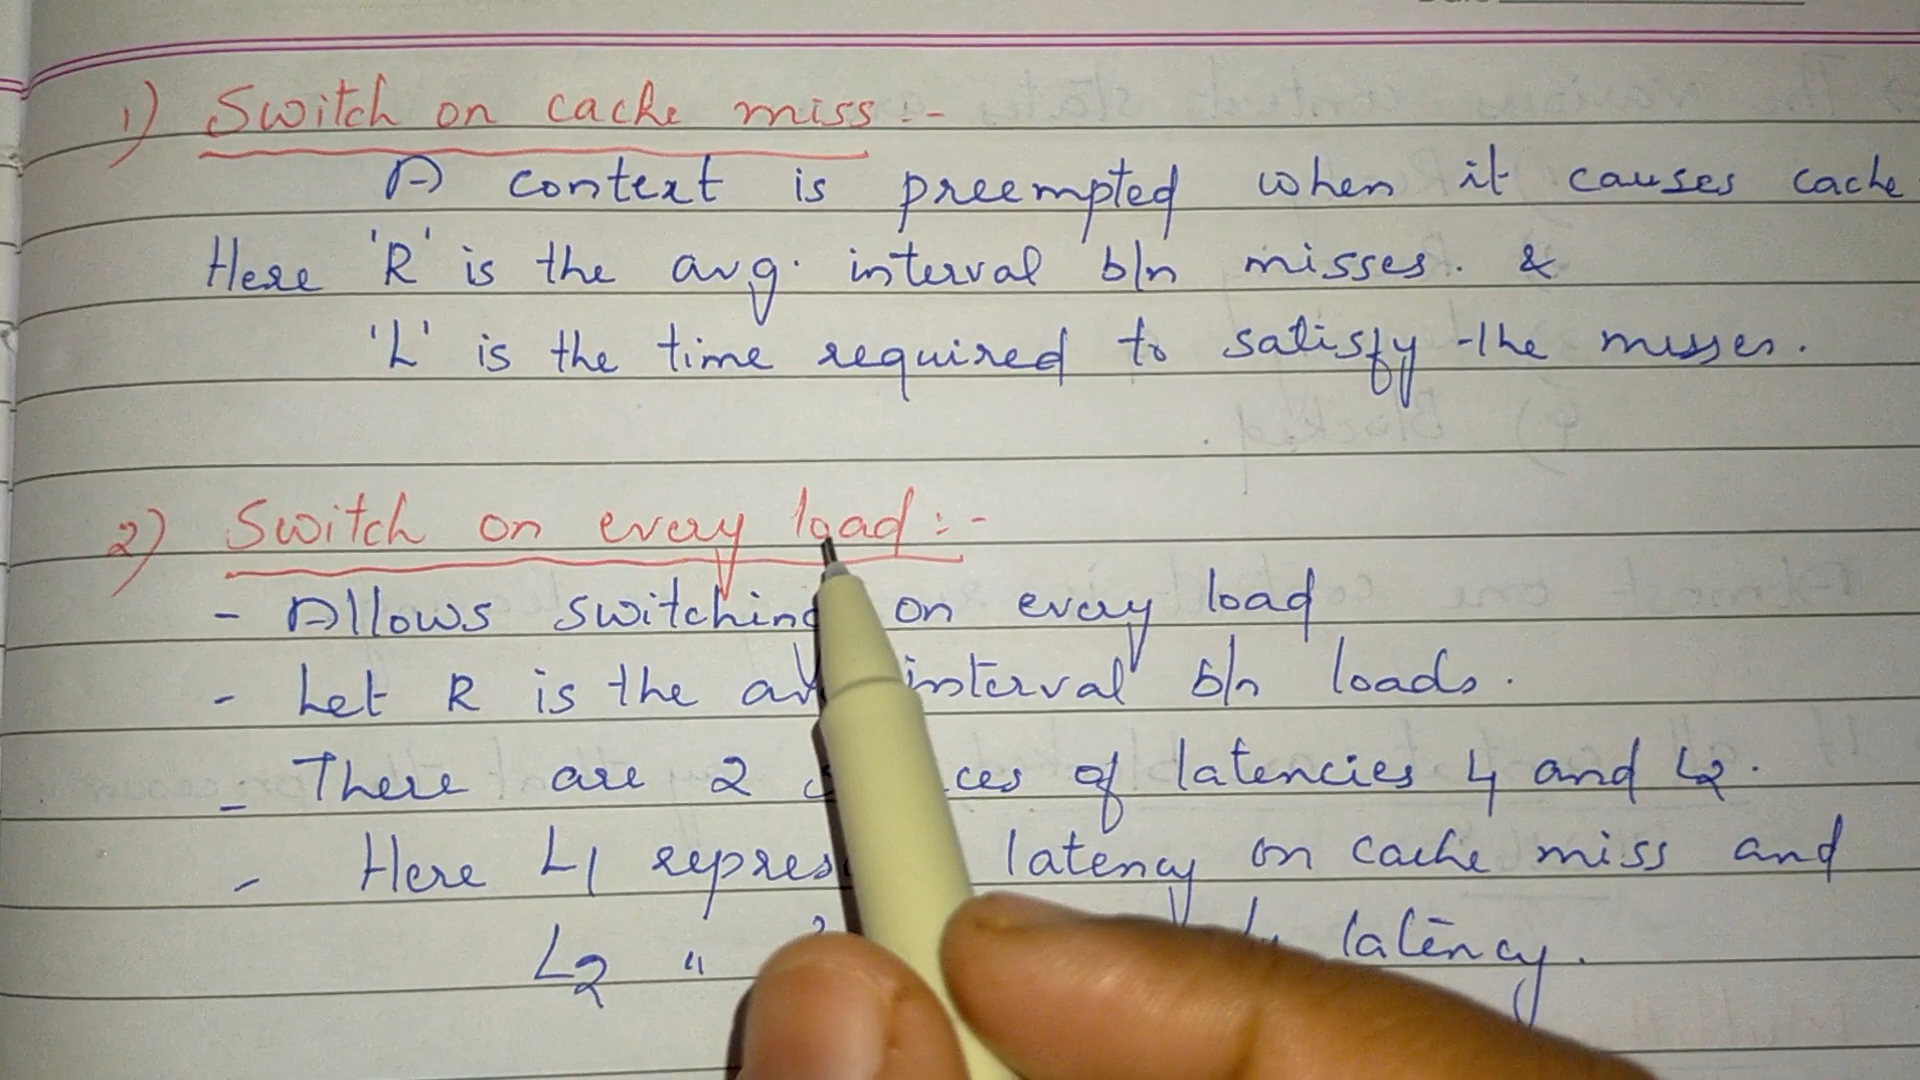 1) Switch on cache miss :-
A context is preempted when it causes cache
Here 'R' is the avg. interval b/n misses. &
'L' is the time required to satisfy the misses.
2) Switch on every load :-
- Allows switching on every load
- Let R is the interval b/n loads.
- There are 2 of latencies L1 and L2.
- Here L1 latency on cache miss and
L2 " latency.